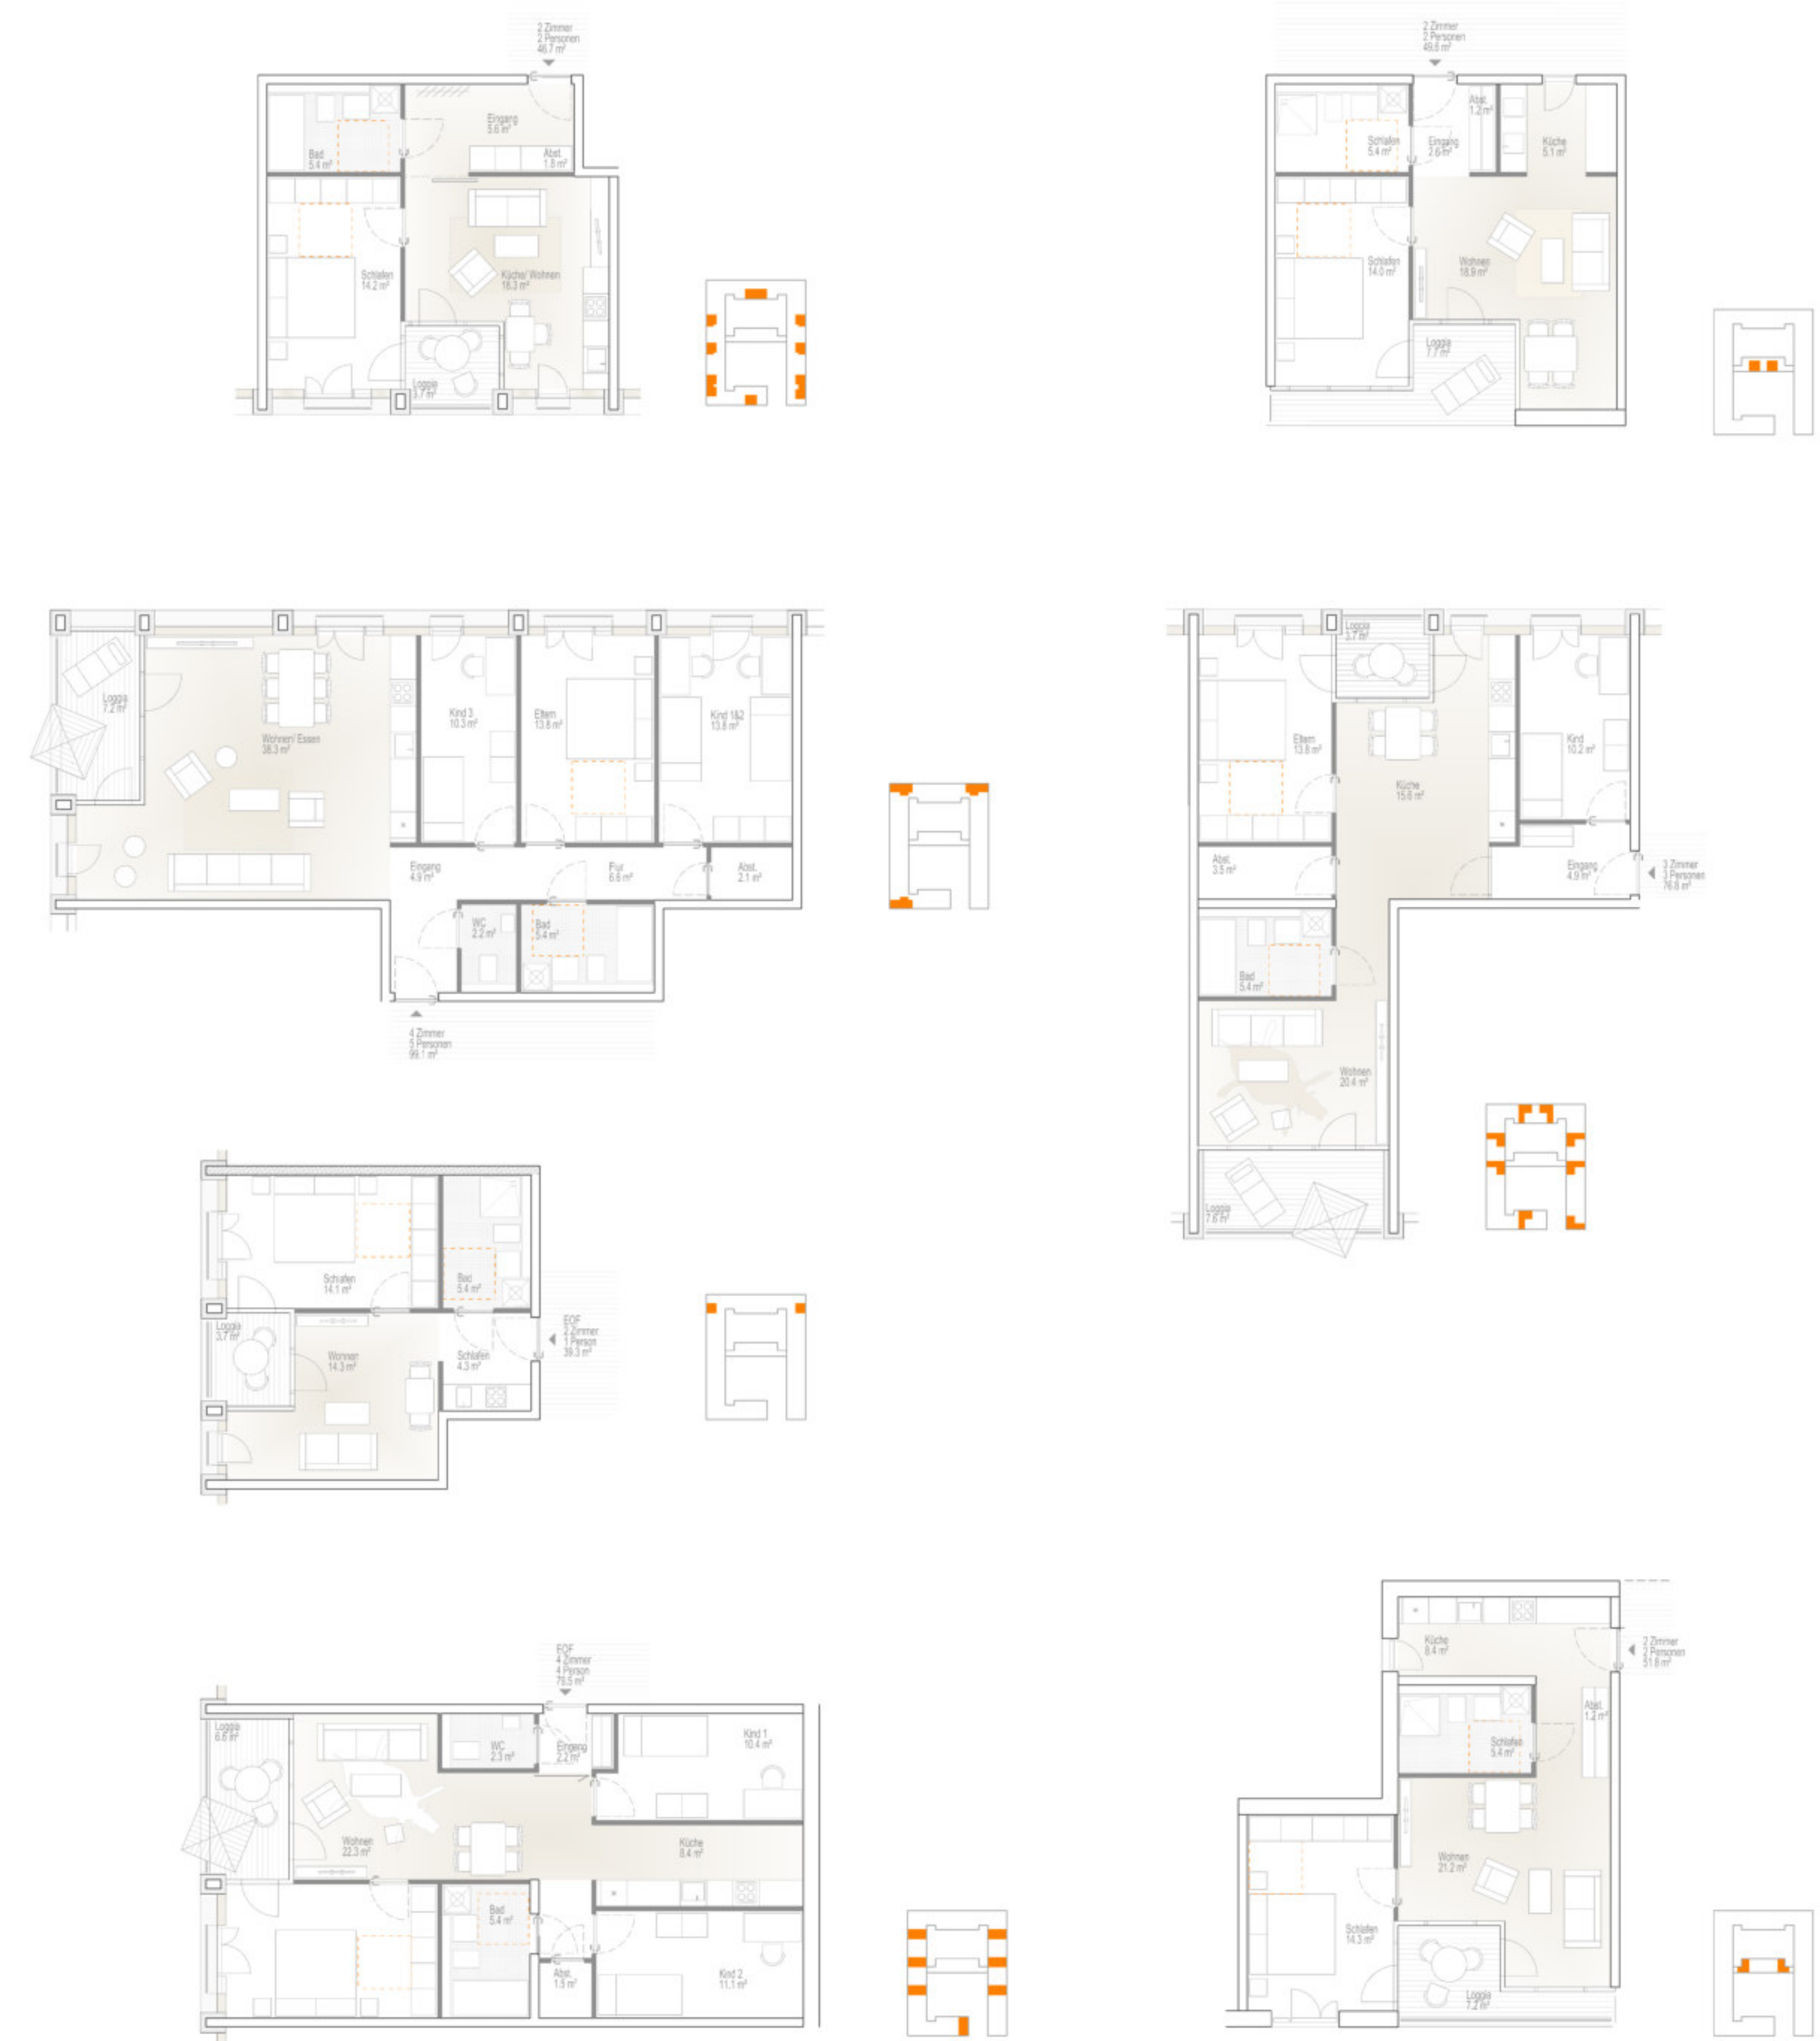 2 Zimmer
2 Personen
46.7 m²
Eingang
5.6 m²
Bad
5.4 m²
Abst.
1.8 m²
Schlafen
14.2 m²
Küche/ Wohnen
18.3 m²
Loggia
3.7 m²
2 Zimmer
2 Personen
49.6 m²
Abst.
1.2 m²
Schlafen
5.4 m²
Eingang
2.6 m²
Küche
5.1 m²
Schlafen
14.0 m²
Wohnen
18.9 m²
Loggia
7.7 m²
Loggia
7.2 m²
Wohnen/ Essen
38.3 m²
Kind 3
10.3 m²
Eltern
13.8 m²
Kind 1&2
13.8 m²
Eingang
4.9 m²
Flur
6.6 m²
Abst.
2.1 m²
WC
2.2 m²
Bad
5.4 m²
4 Zimmer
5 Personen
99.1 m²
Loggia
3.7 m²
Eltern
13.8 m²
Kind
10.2 m²
Küche
15.6 m²
Abst.
3.5 m²
Eingang
4.9 m²
3 Zimmer
3 Personen
76.8 m²
Bad
5.4 m²
Wohnen
20.4 m²
Loggia
7.6 m²
Schlafen
14.1 m²
Bad
5.4 m²
Loggia
3.7 m²
Wohnen
14.3 m²
Schlafen
4.3 m²
EOF
2 Zimmer
1 Person
39.3 m²
EOF
4 Zimmer
4 Person
79.5 m²
Loggia
6.6 m²
WC
2.3 m²
Eingang
2.2 m²
Kind 1
10.4 m²
Wohnen
22.3 m²
Küche
8.4 m²
Bad
5.4 m²
Abst.
1.5 m²
Kind 2
11.1 m²
Küche
8.4 m²
2 Zimmer
2 Personen
51.8 m²
Abst.
1.2 m²
Schlafen
5.4 m²
Wohnen
21.2 m²
Schlafen
14.3 m²
Loggia
7.2 m²